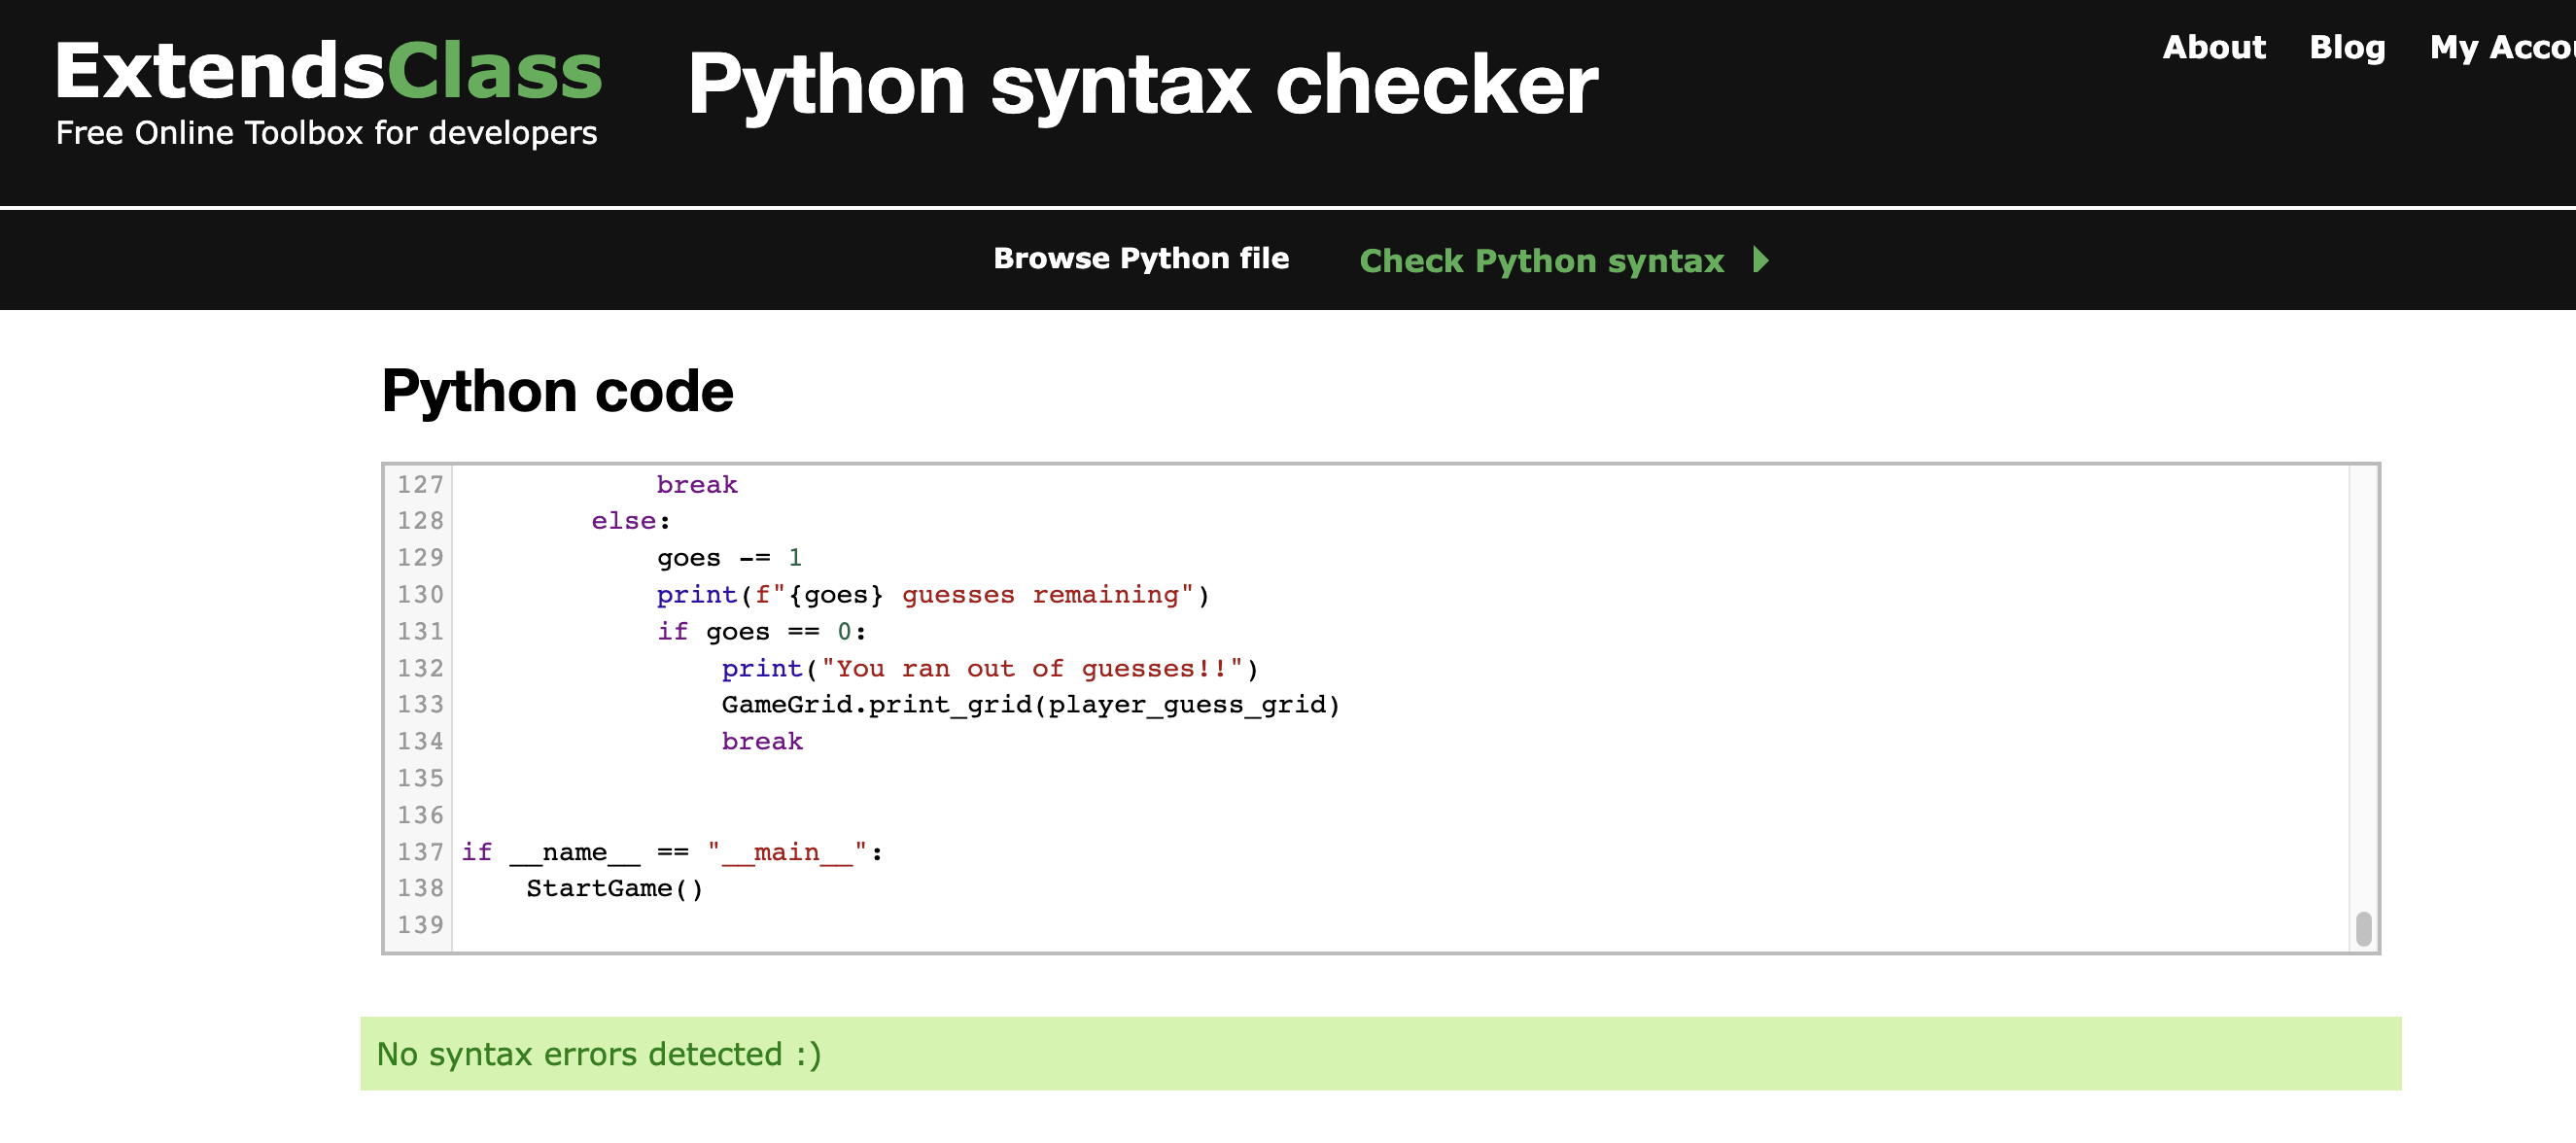 ExtendsClass
Free Online Toolbox for developers
Python syntax checker
About Blog My
Browse Python file Check Python syntax
Python code
127 break
128 else:
129 goes -= 1
130 print(f"{goes} guesses remaining")
131 if goes == 0:
132 print("You ran out of guesses!!")
133 GameGrid.print_grid(player_guess_grid)
134 break
135
136
137 if __name__ == "__main__":
138 StartGame()
139
No syntax errors detected :)